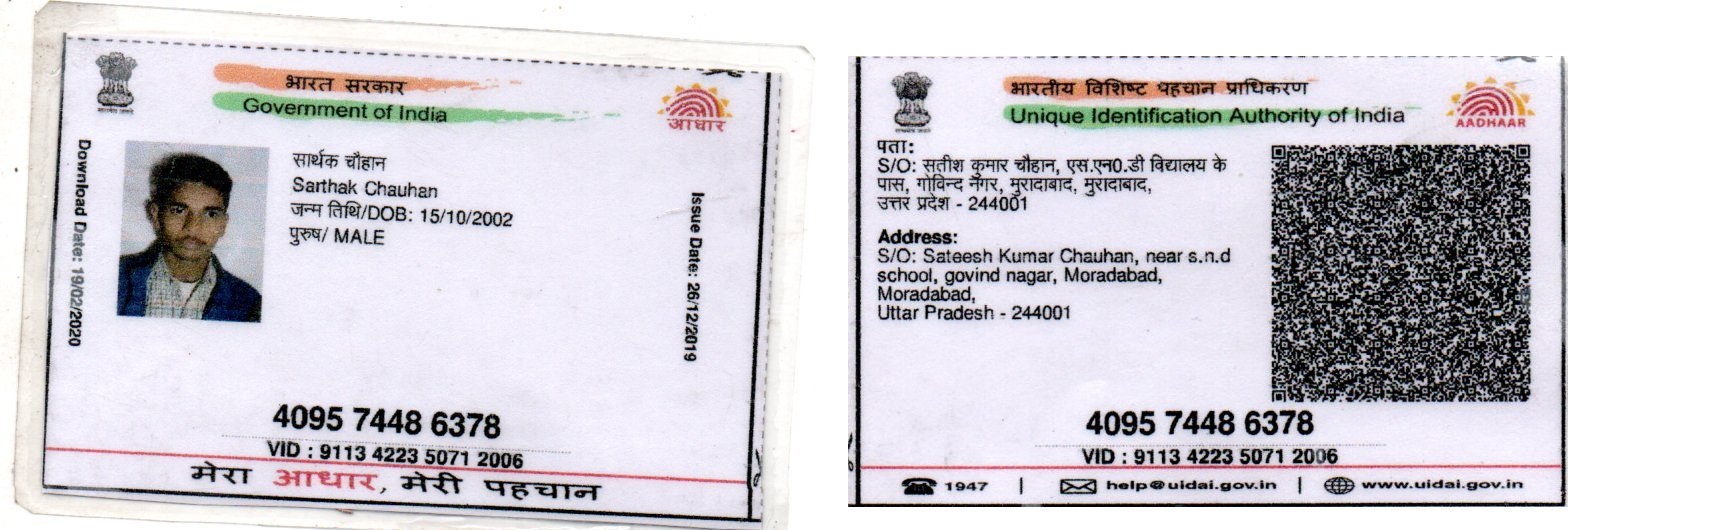 भारत सरकार
Government of India
आधार
Download Date: 19/02/2020
सार्थक चौहान
Sarthak Chauhan
जन्म तिथि/DOB: 15/10/2002
पुरुष/ MALE
Issue Date: 26/12/2019
4095 7448 6378
VID : 9113 4223 5071 2006
मेरा आधार, मेरी पहचान
भारतीय विशिष्ट पहचान प्राधिकरण
Unique Identification Authority of India
AADHAAR
पता:
S/O: सतीश कुमार चौहान, एस.एन0.डी विद्यालय के
पास, गोविन्द नगर, मुरादाबाद, मुरादाबाद,
उत्तर प्रदेश - 244001
Address:
S/O: Sateesh Kumar Chauhan, near s.n.d
school, govind nagar, Moradabad,
Moradabad,
Uttar Pradesh - 244001
4095 7448 6378
VID : 9113 4223 5071 2006
1947 | help@uidai.gov.in | www.uidai.gov.in